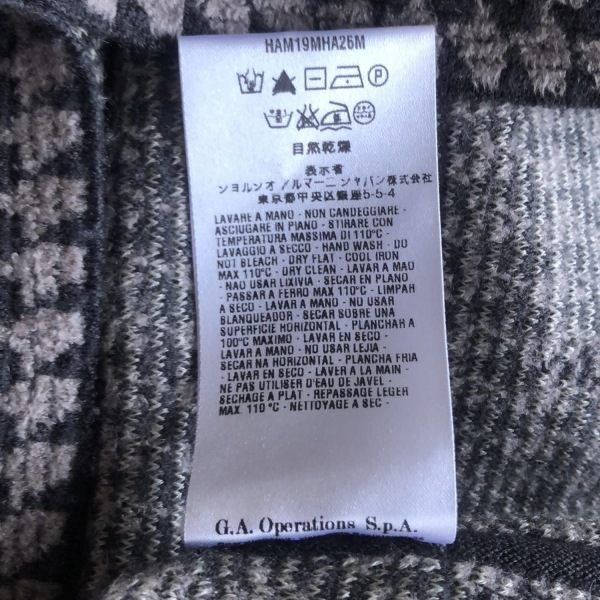 HAM19MHA26M
P
自然乾燥
表示者
ジョルジオ アルマーニ ジャパン株式会社
東京都中央区銀座5-5-4
LAVARE A MANO - NON CANDEGGIARE -
ASCIUGARE IN PIANO - STIRARE CON
TEMPERATURA MASSIMA DI 110°C -
LAVAGGIO A SECCO - HAND WASH - DO
NOT BLEACH - DRY FLAT - COOL IRON
MAX 110°C - DRY CLEAN - LAVAR A MAO
- NAO USAR LIXIVIA - SECAR EN PLANO
- PASSAR A FERRO MAX 110°C - LIMPAR
A SECO - LAVAR A MANO - NO USAR
BLANQUEADOR - SECAR SOBRE UNA
SUPERFICIE HORIZONTAL - PLANCHAR A
100°C MAXIMO - LAVAR EN SECO -
LAVAR A MANO - NO USAR LEJIA -
SECAR NA HORIZONTAL - PLANCHA FRIA
- LAVAR EN SECO - LAVER A LA MAIN -
NE PAS UTILISER D'EAU DE JAVEL -
SECHAGE A PLAT - REPASSAGE LEGER
MAX. 110°C - NETTOYAGE A SEC -
G.A. Operations S.p.A.